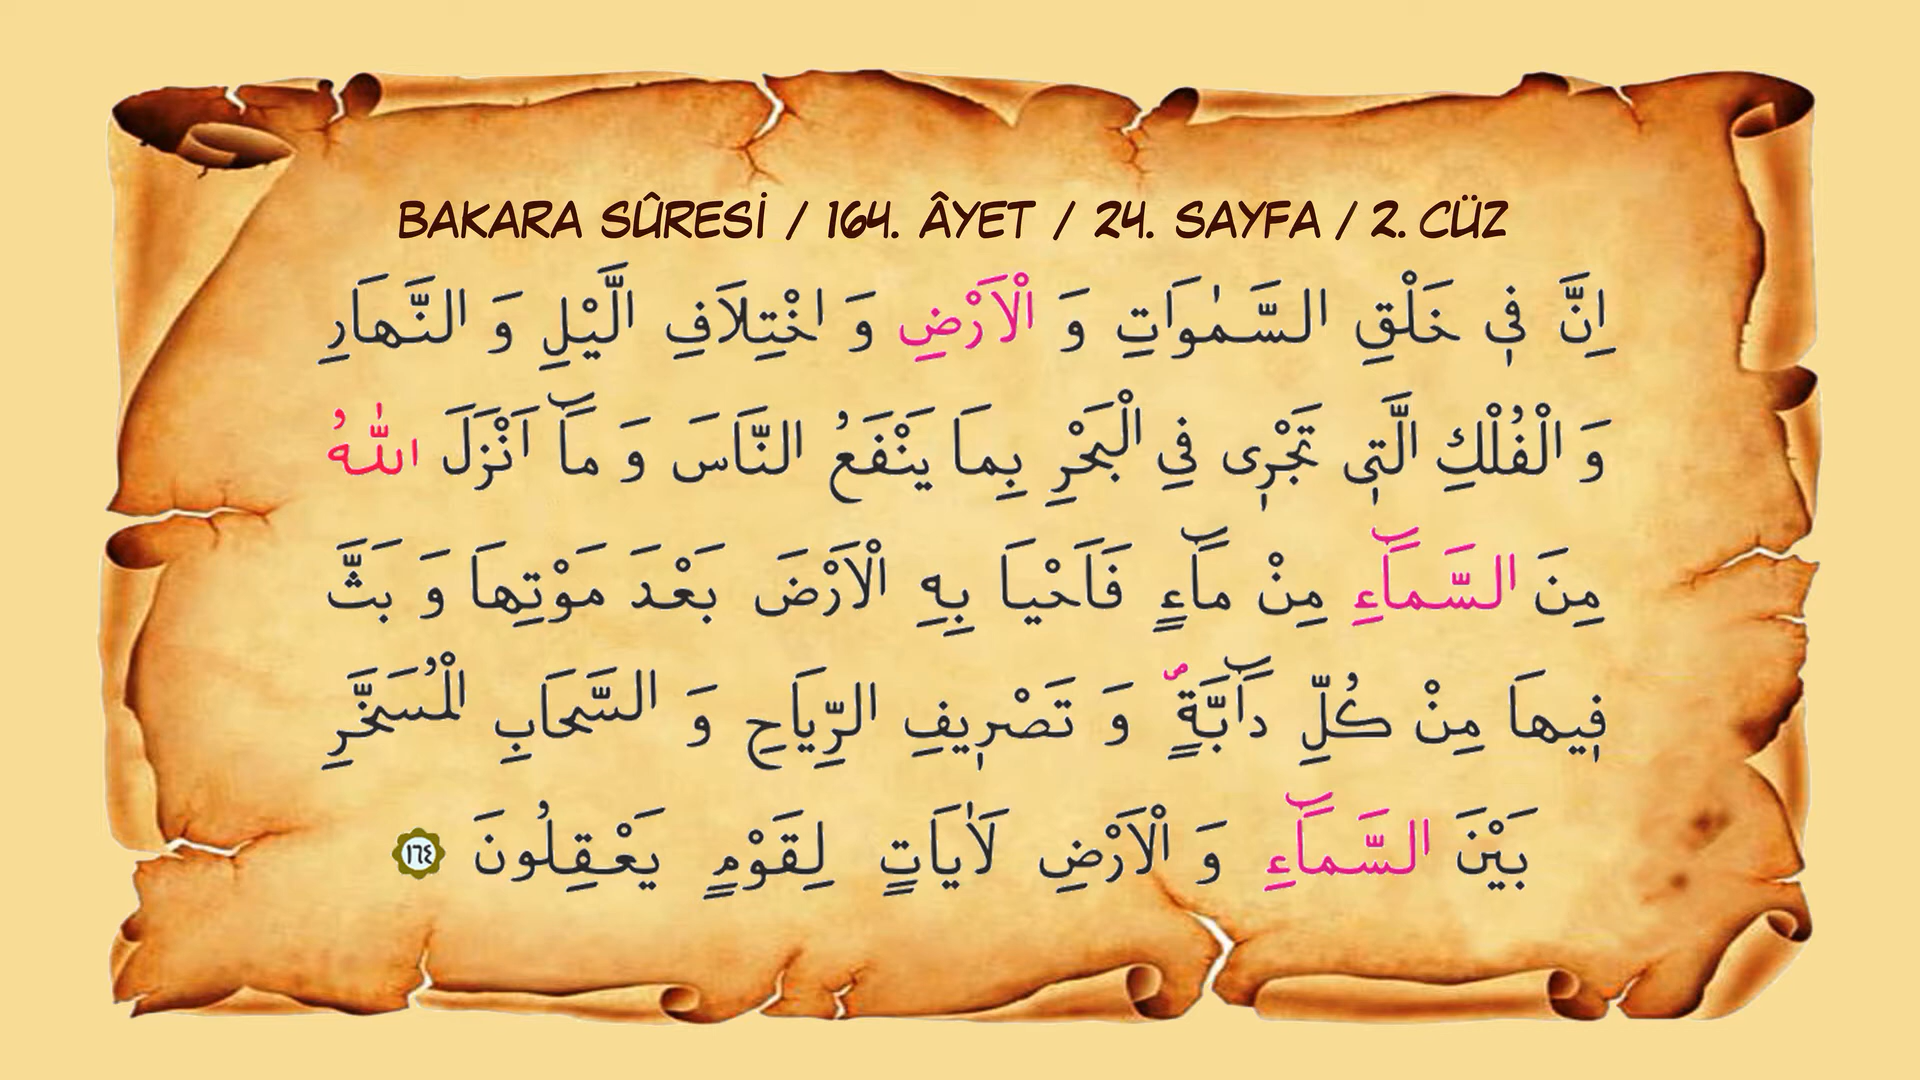 BAKARA SÛRESİ / 164. ÂYET / 24. SAYFA / 2. CÜZ
اِنَّ فٖي خَلْقِ السَّمٰوَاتِ وَ الْاَرْضِ وَ اخْتِلَافِ الَّيْلِ وَ النَّهَارِ
وَ الْفُلْكِ الَّتٖى تَجْرٖى فِي الْبَحْرِ بِمَا يَنْفَعُ النَّاسَ وَ مَٓا اَنْزَلَ اللّٰهُ
مِنَ السَّمَٓاءِ مِنْ مَٓاءٍ فَاَحْيَا بِهِ الْاَرْضَ بَعْدَ مَوْتِهَا وَ بَثَّ
فٖيهَا مِنْ كُلِّ دَٓابَّةٍۖ وَ تَصْرٖيفِ الرِّيَاحِ وَ السَّحَابِ الْمُسَخَّرِ
بَيْنَ السَّمَٓاءِ وَ الْاَرْضِ لَاٰيَاتٍ لِقَوْمٍ يَعْقِلُونَ ١٦٤